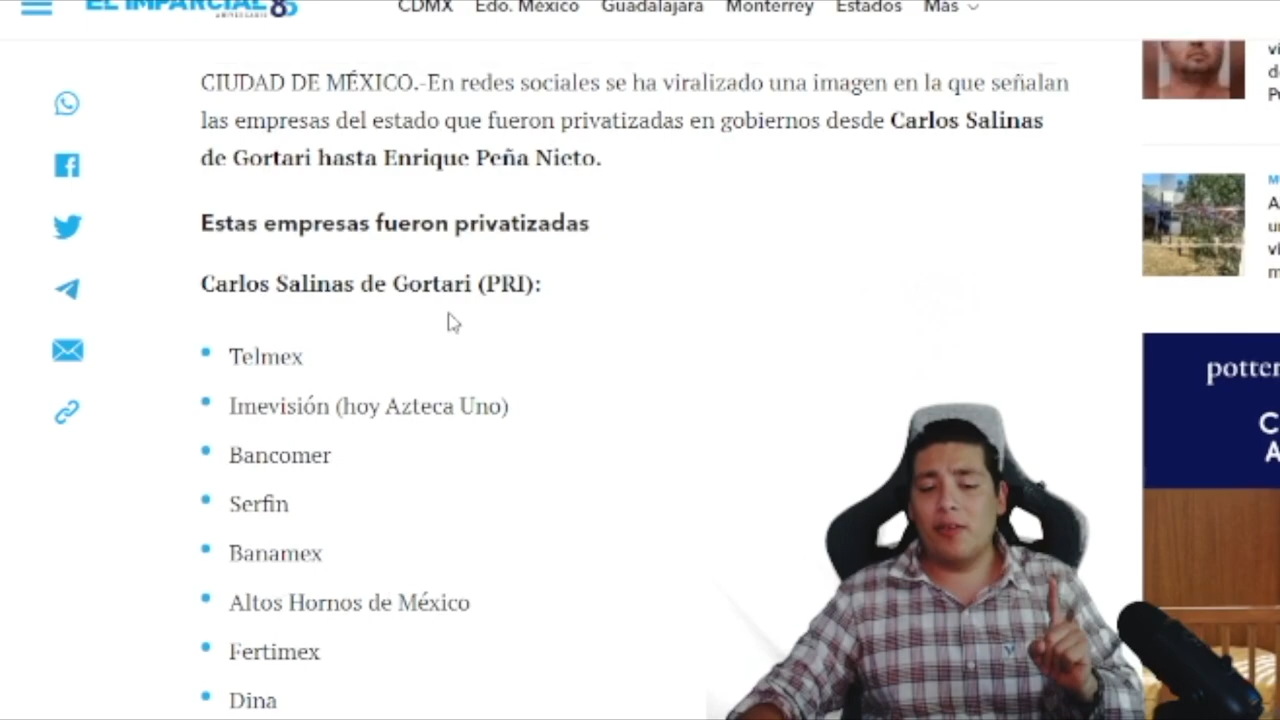 EL IMPARCIAL 85
CDMX Edo. México Guadalajara Monterrey Estados Más
CIUDAD DE MÉXICO.-En redes sociales se ha viralizado una imagen en la que señalan
las empresas del estado que fueron privatizadas en gobiernos desde Carlos Salinas
de Gortari hasta Enrique Peña Nieto.
Estas empresas fueron privatizadas
Carlos Salinas de Gortari (PRI):
Telmex
Imevisión (hoy Azteca Uno)
Bancomer
Serfin
Banamex
Altos Hornos de México
Fertimex
Dina